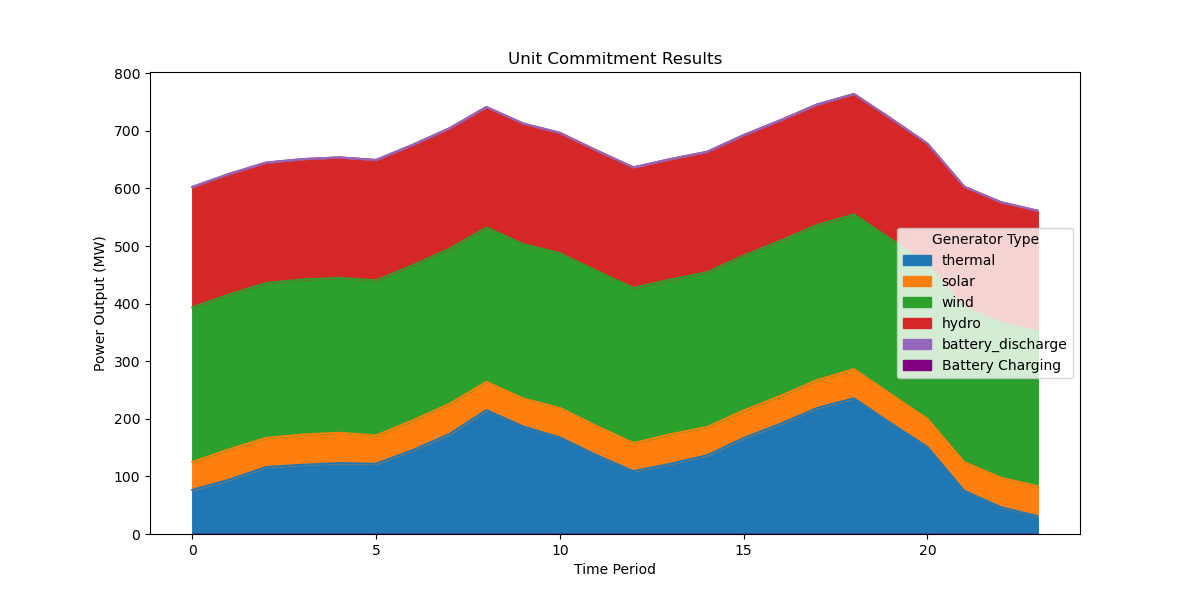 Unit Commitment Results
Power Output (MW)
800
700
600
500
400
300
200
100
0
0 5 10 15 20
Time Period
Generator Type
thermal
solar
wind
hydro
battery_discharge
Battery Charging